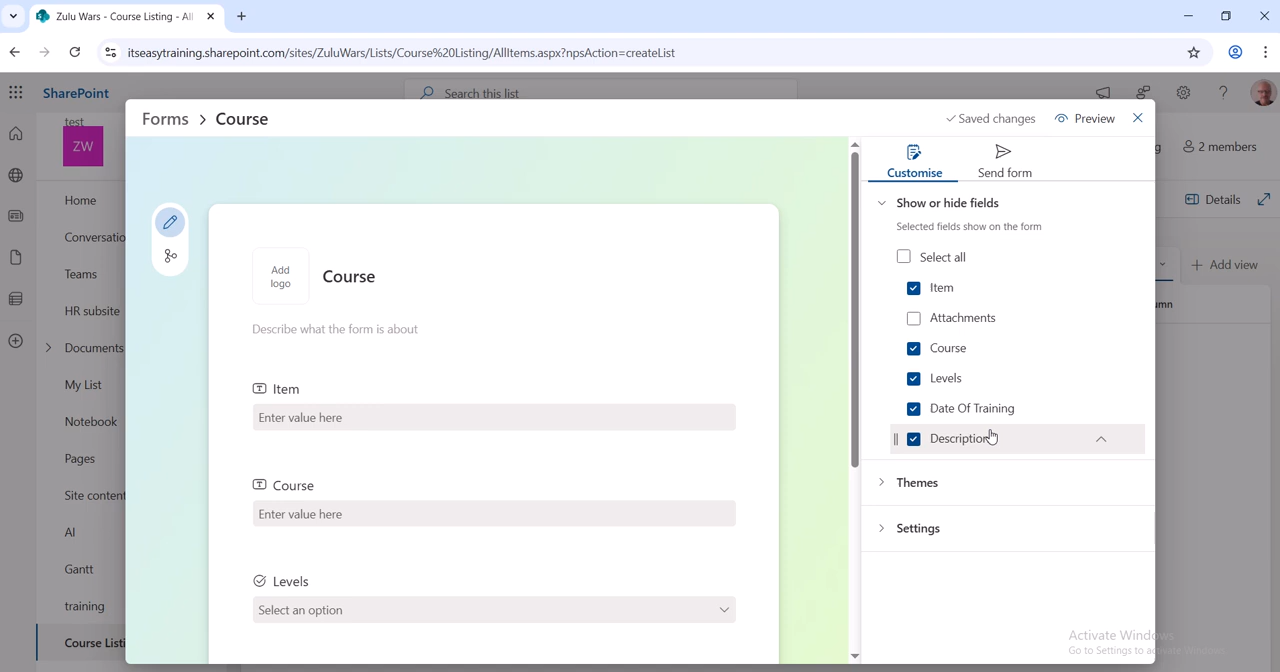 Zulu Wars - Course Listing - All
itseasytraining.sharepoint.com/sites/ZuluWars/Lists/Course%20Listing/AllItems.aspx?npsAction=createList
SharePoint
Search this list
test
ZW
2 members
Home
Conversatio
Teams
HR subsite
Documents
My List
Notebook
Pages
Site content
AI
Gantt
training
Course Listi
Details
Add view
umn
Forms > Course
Saved changes
Preview
Add
logo
Course
Describe what the form is about
Item
Enter value here
Course
Enter value here
Levels
Select an option
Customise
Send form
Show or hide fields
Selected fields show on the form
Select all
Item
Attachments
Course
Levels
Date Of Training
Description
Themes
Settings
Activate Windows
Go to Settings to activate Windows.